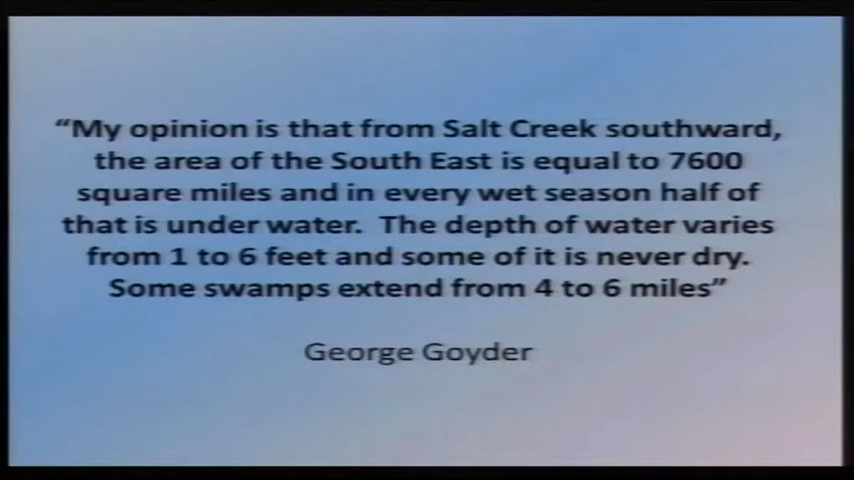 “My opinion is that from Salt Creek southward,
the area of the South East is equal to 7600
square miles and in every wet season half of
that is under water.  The depth of water varies
from 1 to 6 feet and some of it is never dry.
Some swamps extend from 4 to 6 miles”
George Goyder